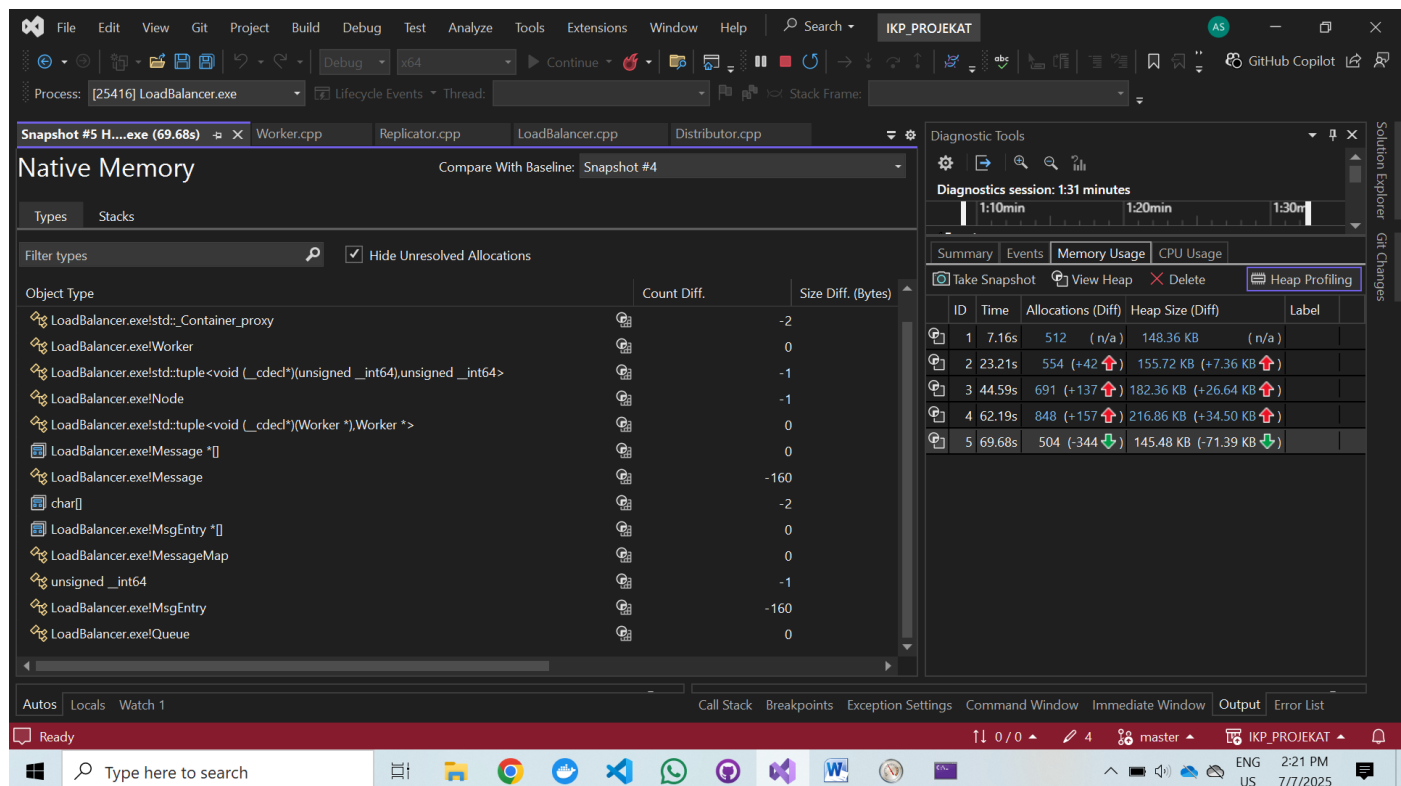 File Edit View Git Project Build Debug Test Analyze Tools Extensions Window Help Search IKP_PROJEKAT AS
Debug x64 Continue GitHub Copilot
Process: [25416] LoadBalancer.exe Lifecycle Events Thread: Stack Frame:
Snapshot #5 H....exe (69.68s) Worker.cpp Replicator.cpp LoadBalancer.cpp Distributor.cpp
Native Memory Compare With Baseline: Snapshot #4
Types Stacks
Filter types Hide Unresolved Allocations
Object Type Count Diff. Size Diff. (Bytes)
LoadBalancer.exe!std::_Container_proxy -2
LoadBalancer.exe!Worker 0
LoadBalancer.exe!std::tuple<void (__cdecl*)(unsigned __int64),unsigned __int64> -1
LoadBalancer.exe!Node -1
LoadBalancer.exe!std::tuple<void (__cdecl*)(Worker *),Worker *> 0
LoadBalancer.exe!Message *[] 0
LoadBalancer.exe!Message -160
char[] -2
LoadBalancer.exe!MsgEntry *[] 0
LoadBalancer.exe!MessageMap 0
unsigned __int64 -1
LoadBalancer.exe!MsgEntry -160
LoadBalancer.exe!Queue 0
Diagnostic Tools
Diagnostics session: 1:31 minutes
1:10min 1:20min 1:30m
Summary Events Memory Usage CPU Usage
Take Snapshot View Heap Delete Heap Profiling
ID Time Allocations (Diff) Heap Size (Diff) Label
1 7.16s 512 (n/a) 148.36 KB (n/a)
2 23.21s 554 (+42) 155.72 KB (+7.36 KB)
3 44.59s 691 (+137) 182.36 KB (+26.64 KB)
4 62.19s 848 (+157) 216.86 KB (+34.50 KB)
5 69.68s 504 (-344) 145.48 KB (-71.39 KB)
Solution Explorer
Git Changes
Autos Locals Watch 1
Call Stack Breakpoints Exception Settings Command Window Immediate Window Output Error List
Ready 0 / 0 4 master IKP_PROJEKAT
Type here to search
ENG
US
2:21 PM
7/7/2025